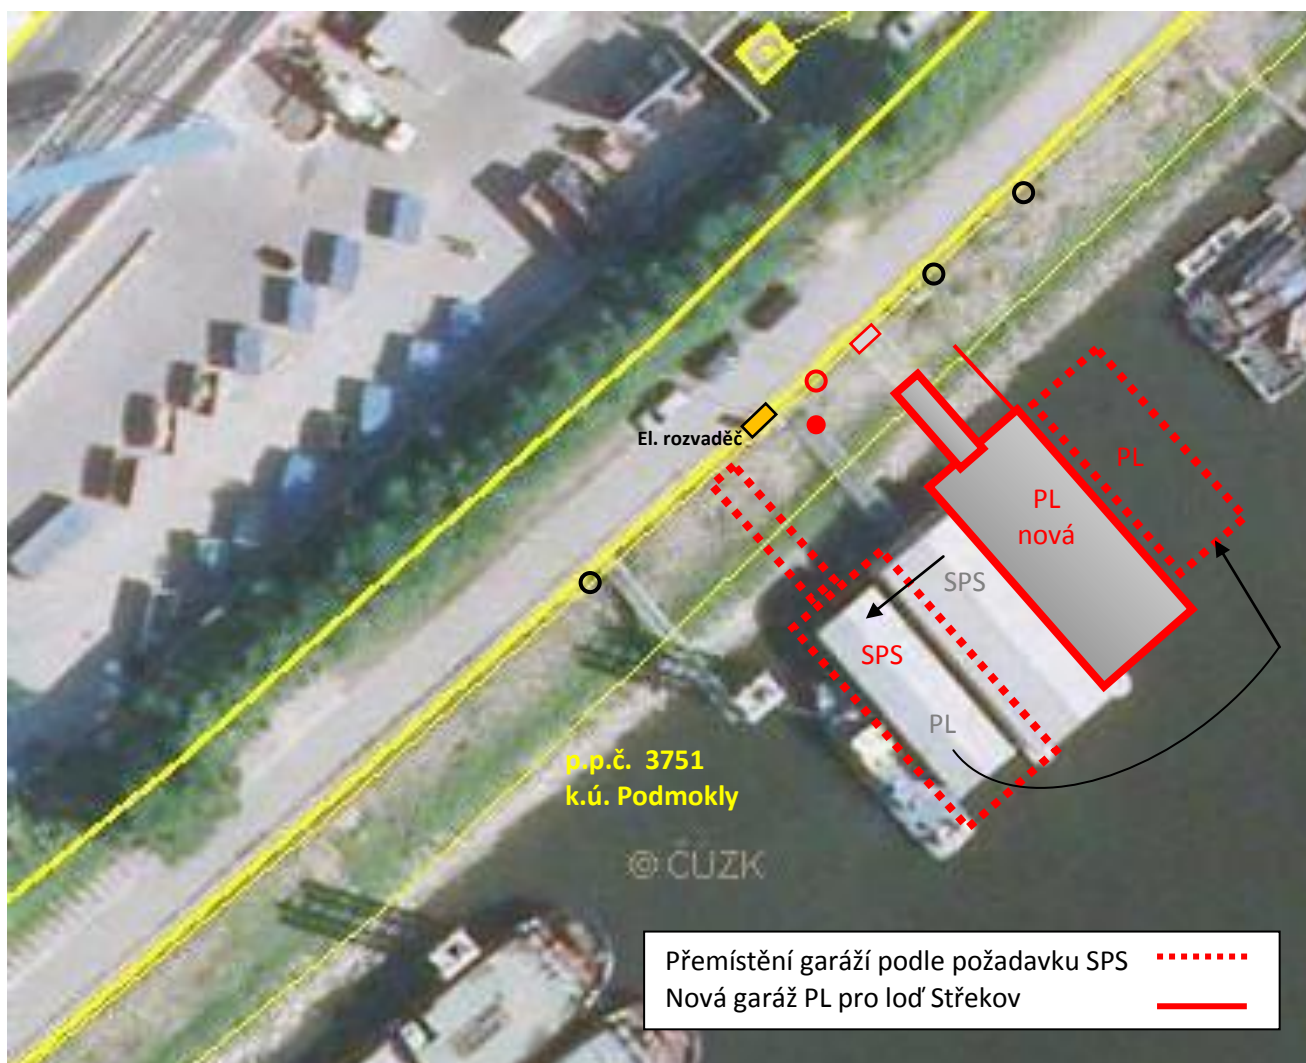 El. rozvaděč
PL
PL
nová
SPS
SPS
PL
p.p.č. 3751
k.ú. Podmokly
© ČÚZK
Přemístění garáží podle požadavku SPS
Nová garáž PL pro loď Střekov